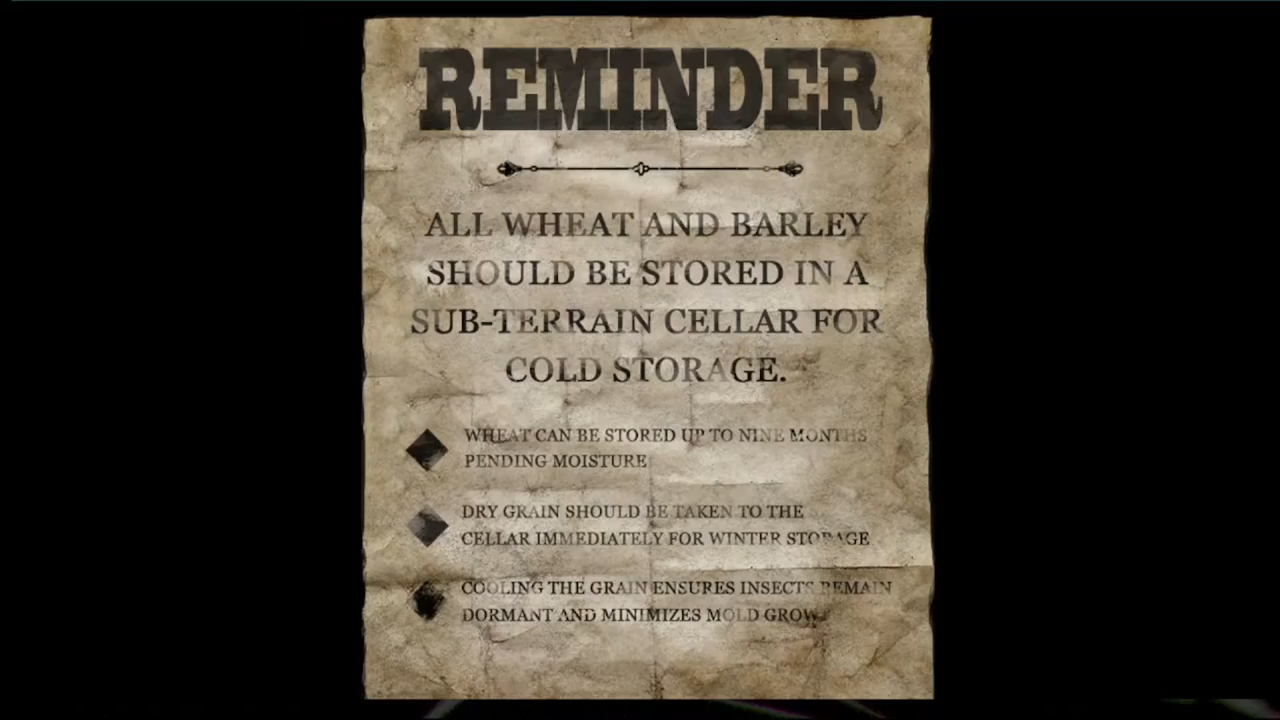 REMINDER
ALL WHEAT AND BARLEY
SHOULD BE STORED IN A
SUB-TERRAIN CELLAR FOR
COLD STORAGE.
WHEAT CAN BE STORED UP TO NINE MONTHS
PENDING MOISTURE
DRY GRAIN SHOULD BE TAKEN TO THE
CELLAR IMMEDIATELY FOR WINTER STORAGE
COOLING THE GRAIN ENSURES INSECTS REMAIN
DORMANT AND MINIMIZES MOLD